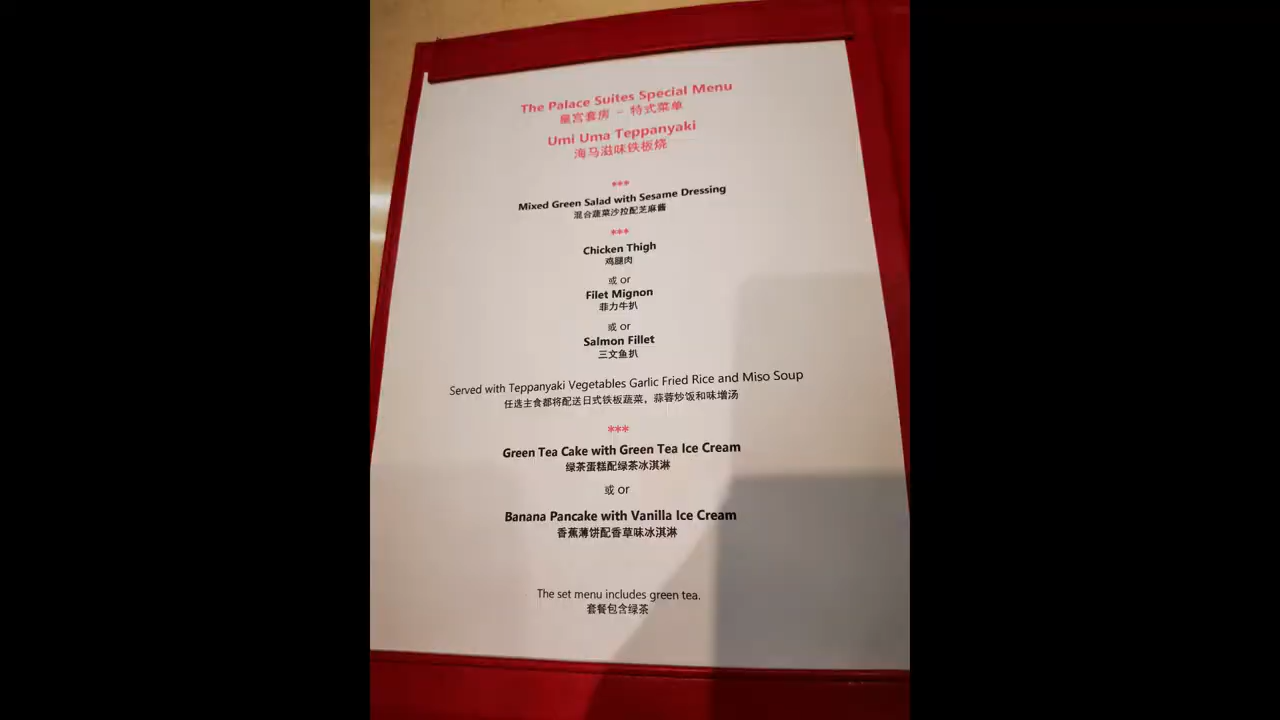 The Palace Suites Special Menu
皇宫套房 - 特式菜单
Umi Uma Teppanyaki
海马滋味铁板烧
***
Mixed Green Salad with Sesame Dressing
混合蔬菜沙拉配芝麻酱
***
Chicken Thigh
鸡腿肉
或 or
Filet Mignon
菲力牛扒
或 or
Salmon Fillet
三文鱼扒
Served with Teppanyaki Vegetables Garlic Fried Rice and Miso Soup
任选主食都将配送日式铁板蔬菜，蒜蓉炒饭和味增汤
***
Green Tea Cake with Green Tea Ice Cream
绿茶蛋糕配绿茶冰淇淋
或 or
Banana Pancake with Vanilla Ice Cream
香蕉薄饼配香草味冰淇淋
The set menu includes green tea.
套餐包含绿茶